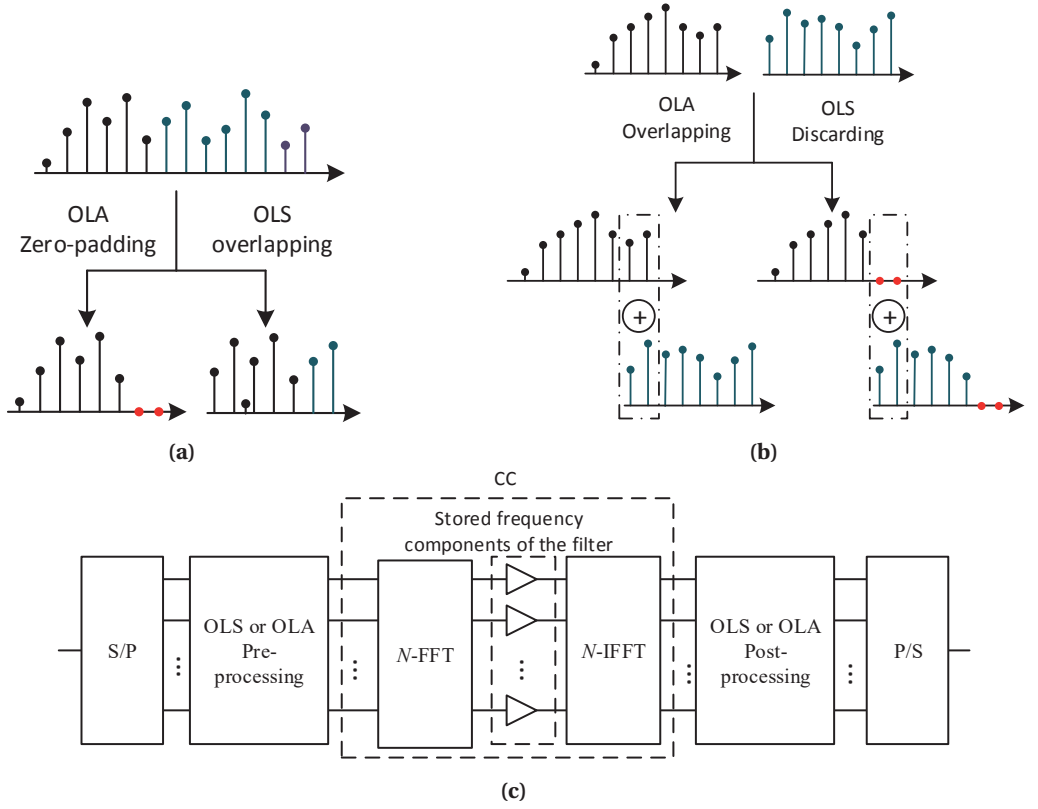 OLA
Zero-padding
OLS
overlapping
(a)
OLA
Overlapping
OLS
Discarding
+
+
(b)
CC
Stored frequency
components of the filter
S/P
OLS or OLA
Pre-
processing
N-FFT
N-IFFT
OLS or OLA
Post-
processing
P/S
(c)